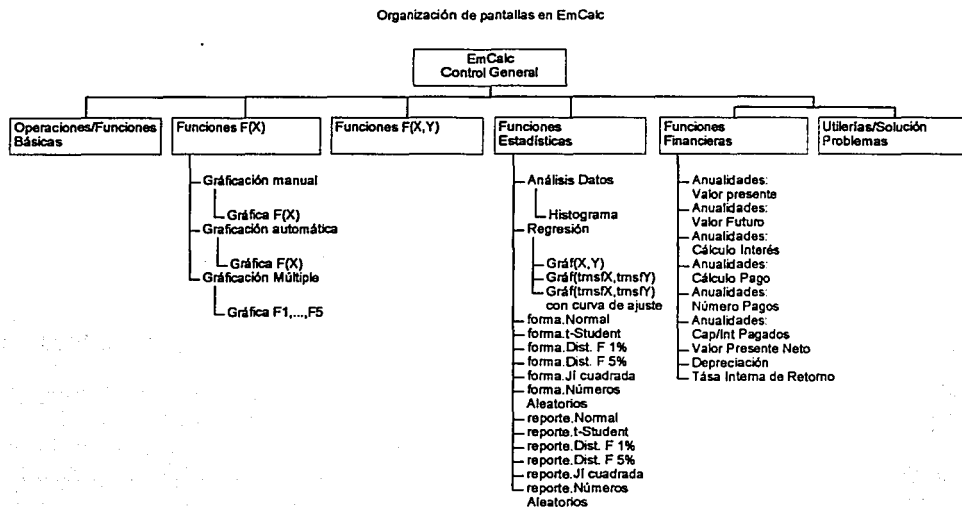 Organización de pantallas en EmCalc
EmCalc
Control General
Operaciones/Funciones
Básicas
Funciones F(X)
Gráficación manual
Gráfica F(X)
Graficación automática
Gráfica F(X)
Gráficación Múltiple
Gráfica F1,...,F5
Funciones F(X,Y)
Funciones
Estadísticas
Análisis Datos
Histograma
Regresión
Gráf(X,Y)
Gráf(trnsfX,trnsfY)
Gráf(trnsfX,trnsfY)
con curva de ajuste
forma.Normal
forma.t-Student
forma.Dist. F 1%
forma.Dist. F 5%
forma.Jí cuadrada
forma.Números
Aleatorios
reporte.Normal
reporte.t-Student
reporte.Dist. F 1%
reporte.Dist. F 5%
reporte.Jí cuadrada
reporte.Números
Aleatorios
Funciones
Financieras
Anualidades:
Valor presente
Anualidades:
Valor Futuro
Anualidades:
Cálculo Interés
Anualidades:
Cálculo Pago
Anualidades:
Número Pagos
Anualidades:
Cap/Int Pagados
Valor Presente Neto
Depreciación
Tása Interna de Retorno
Utilerías/Solución
Problemas